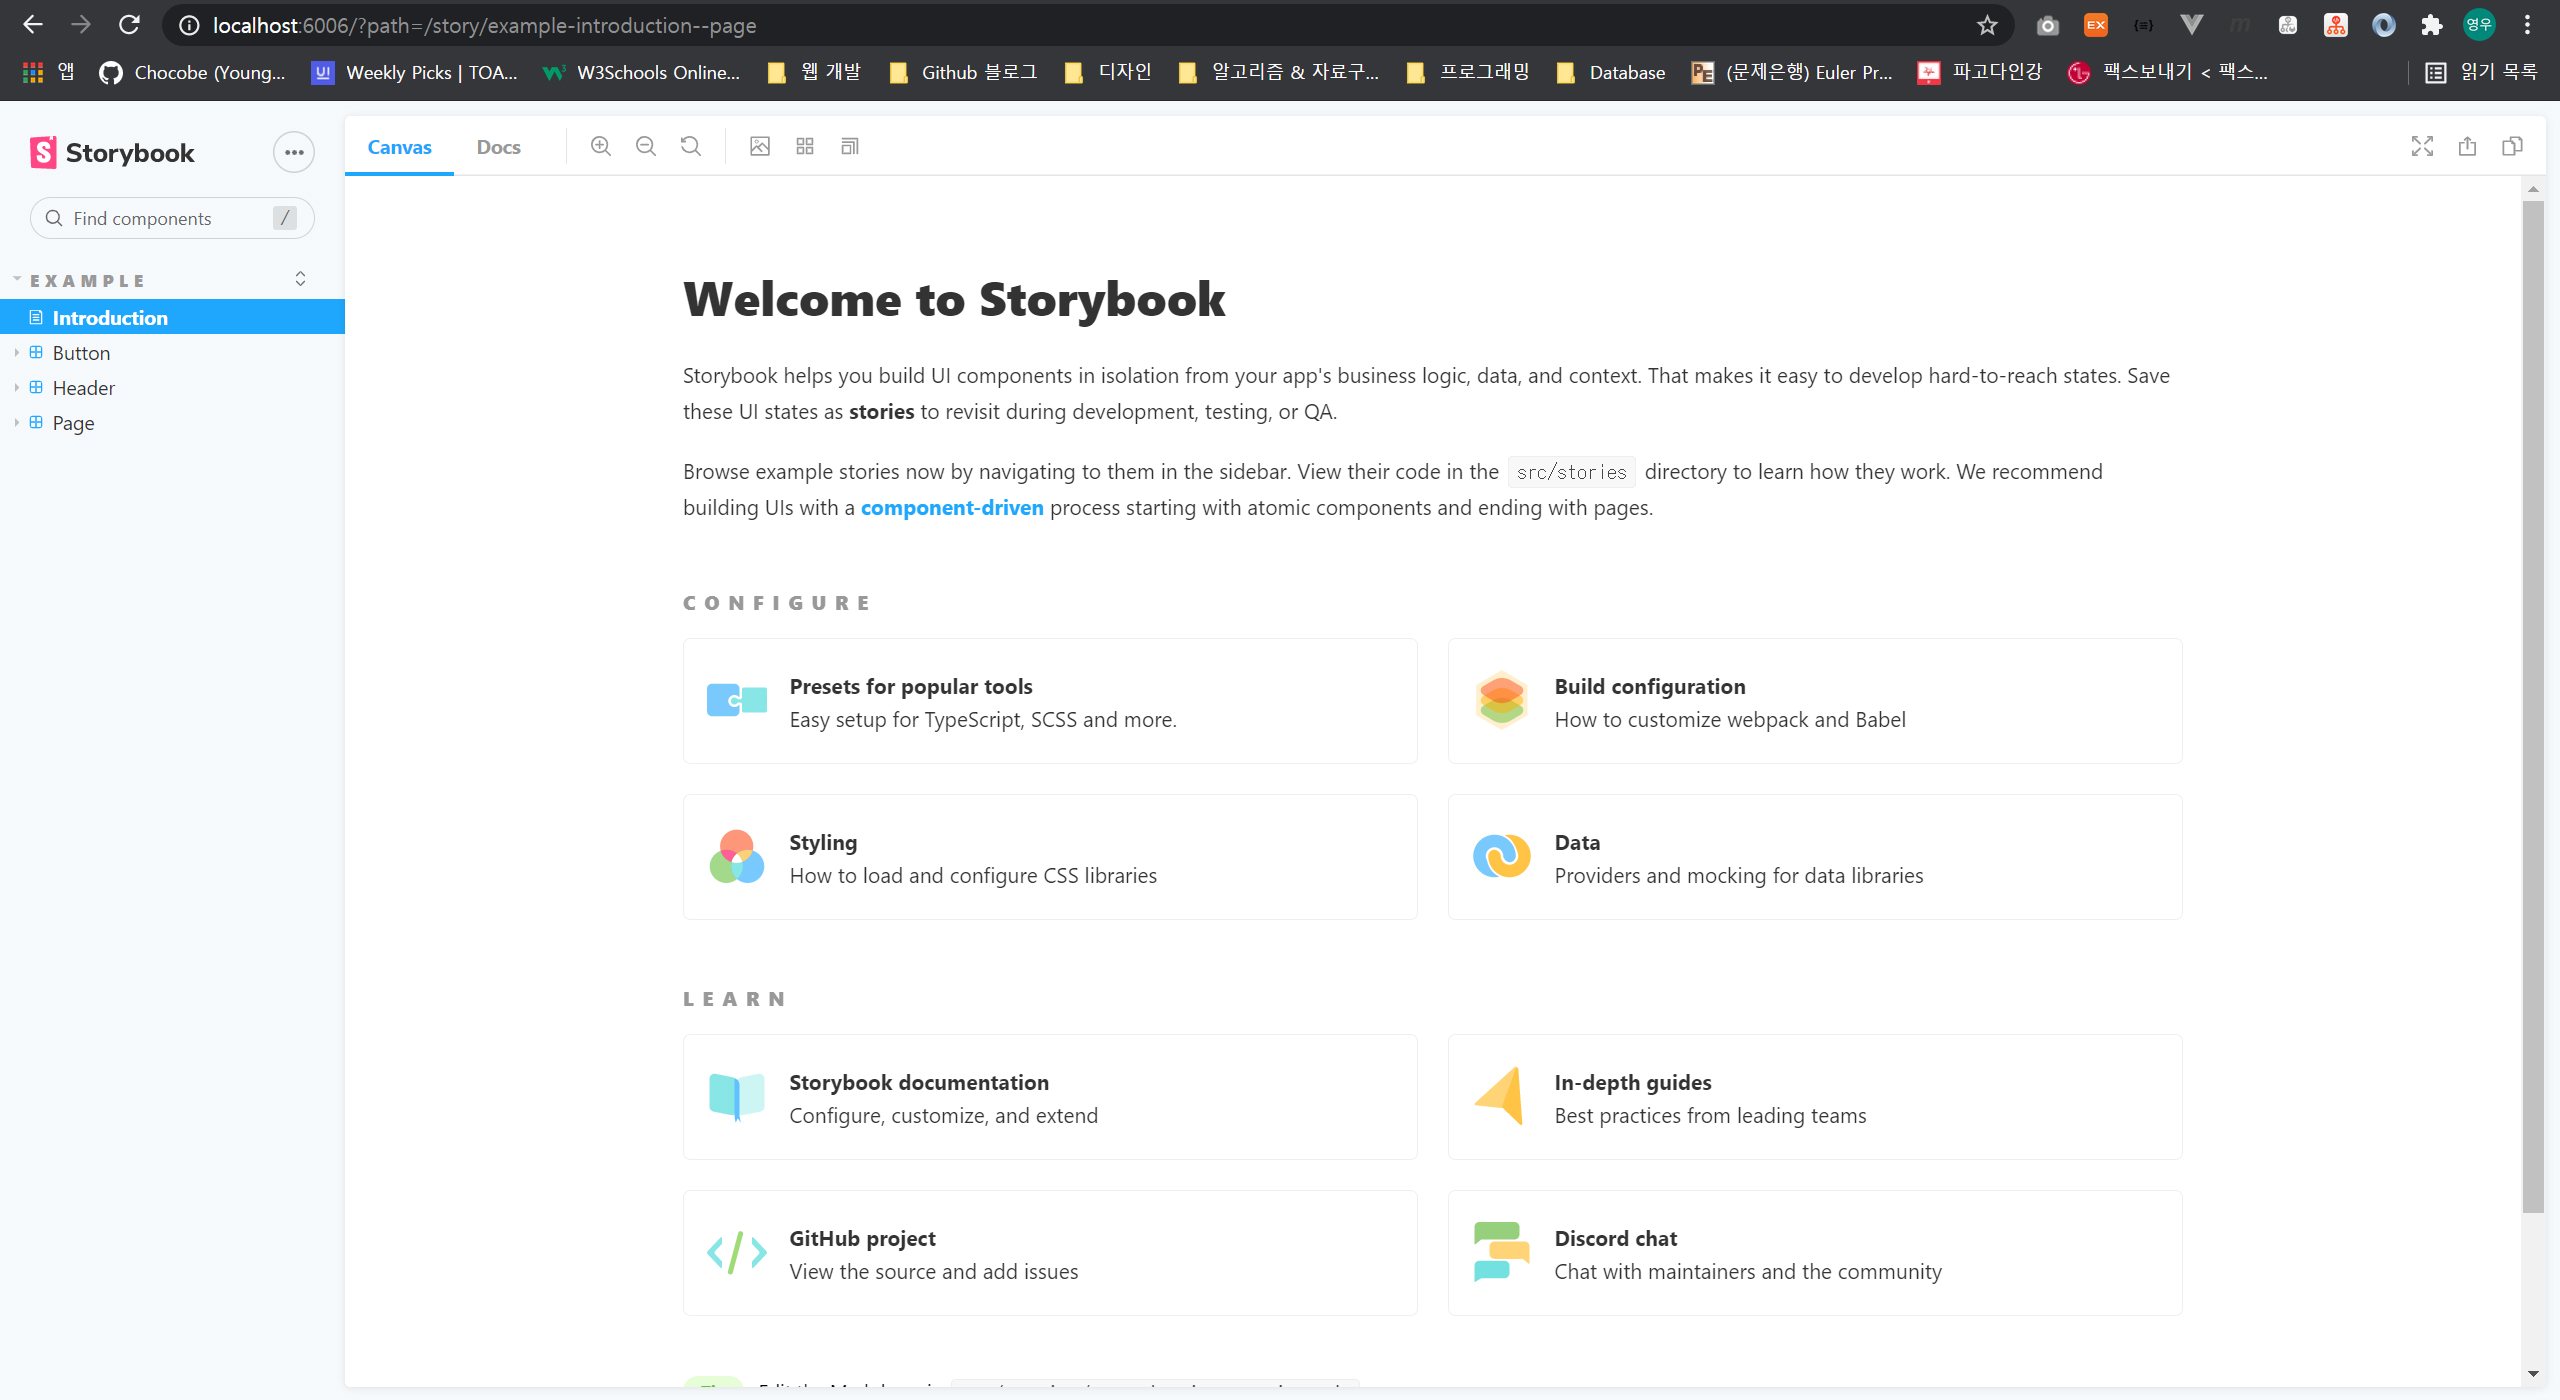 localhost:6006/?path=/story/example-introduction--page
EX
영우
앱
Chocobe (Young...
UI
Weekly Picks | TOA...
W3Schools Online...
웹 개발
Github 블로그
디자인
알고리즘 & 자료구...
프로그래밍
Database
PE
(문제은행) Euler Pr...
파고다인강
팩스보내기 < 팩스...
읽기 목록
Storybook
Find components
/
EXAMPLE
Introduction
Button
Header
Page
Canvas
Docs
Welcome to Storybook
Storybook helps you build UI components in isolation from your app's business logic, data, and context. That makes it easy to develop hard-to-reach states. Save
these UI states as stories to revisit during development, testing, or QA.
Browse example stories now by navigating to them in the sidebar. View their code in the src/stories directory to learn how they work. We recommend
building UIs with a component-driven process starting with atomic components and ending with pages.
CONFIGURE
Presets for popular tools
Easy setup for TypeScript, SCSS and more.
Build configuration
How to customize webpack and Babel
Styling
How to load and configure CSS libraries
Data
Providers and mocking for data libraries
LEARN
Storybook documentation
Configure, customize, and extend
In-depth guides
Best practices from leading teams
GitHub project
View the source and add issues
Discord chat
Chat with maintainers and the community